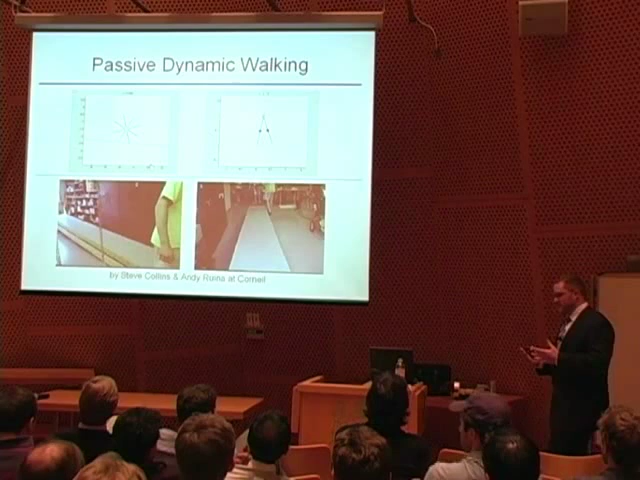 Passive Dynamic Walking
by Steve Collins & Andy Ruina at Cornell